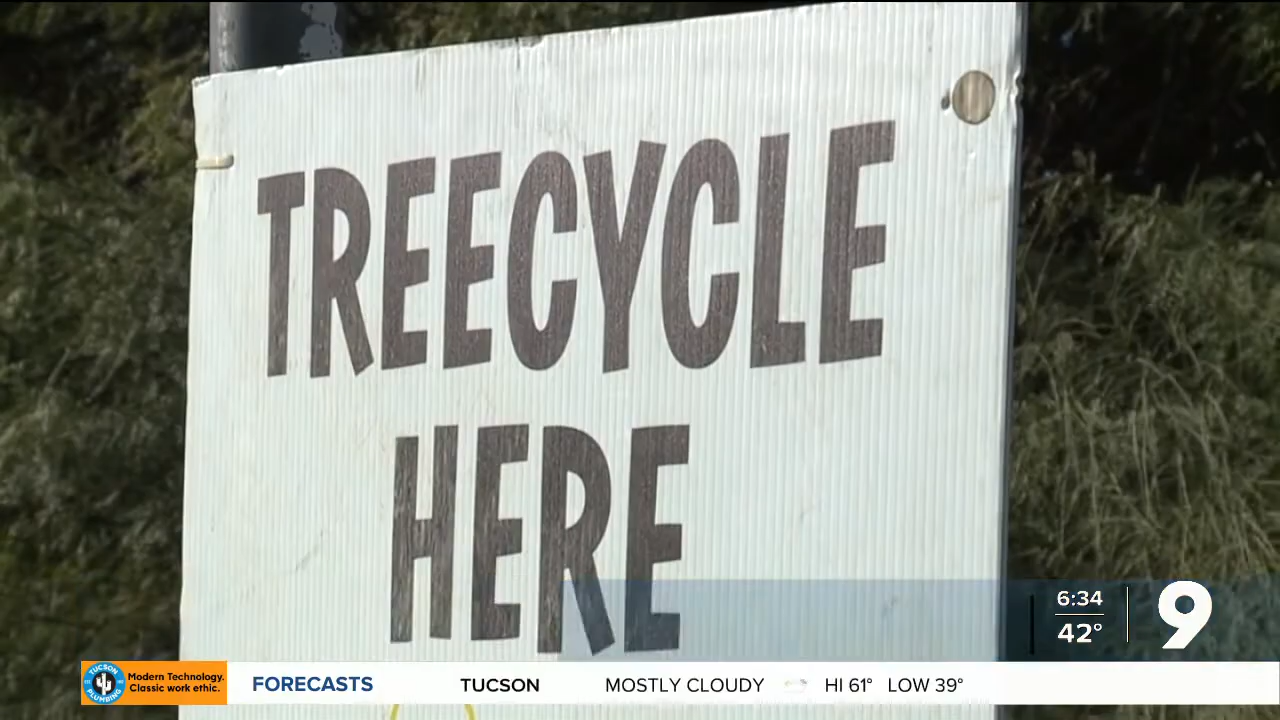 TREECYCLE
HERE
6:34
42°
9
TUCSON
PLUMBING
Modern Technology.
Classic work ethic.
FORECASTS
TUCSON MOSTLY CLOUDY HI 61° LOW 39°